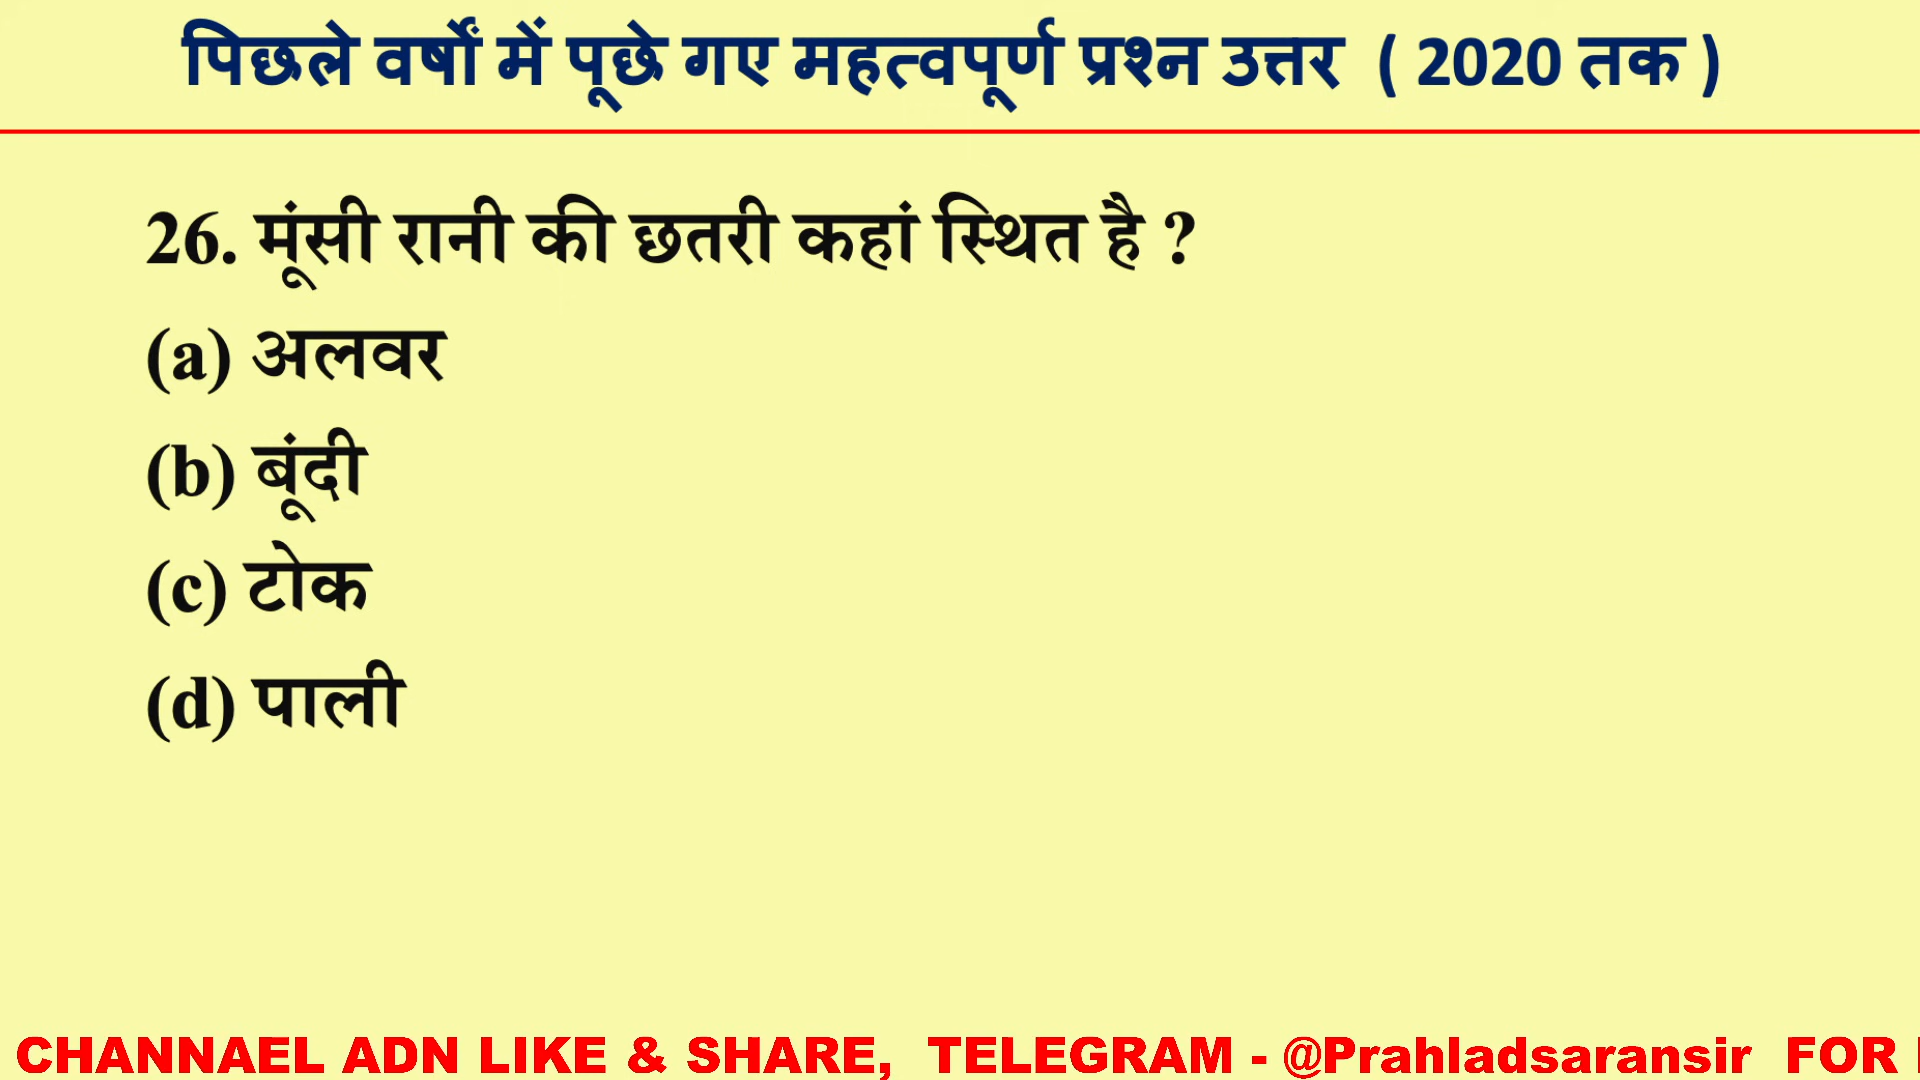 पिछले वर्षों में पूछे गए महत्वपूर्ण प्रश्न उत्तर ( 2020 तक )
26. मूंसी रानी की छतरी कहां स्थित है ?
(a) अलवर
(b) बूंदी
(c) टोक
(d) पाली
CHANNAEL ADN LIKE & SHARE, TELEGRAM - @Prahladsaransir FOR